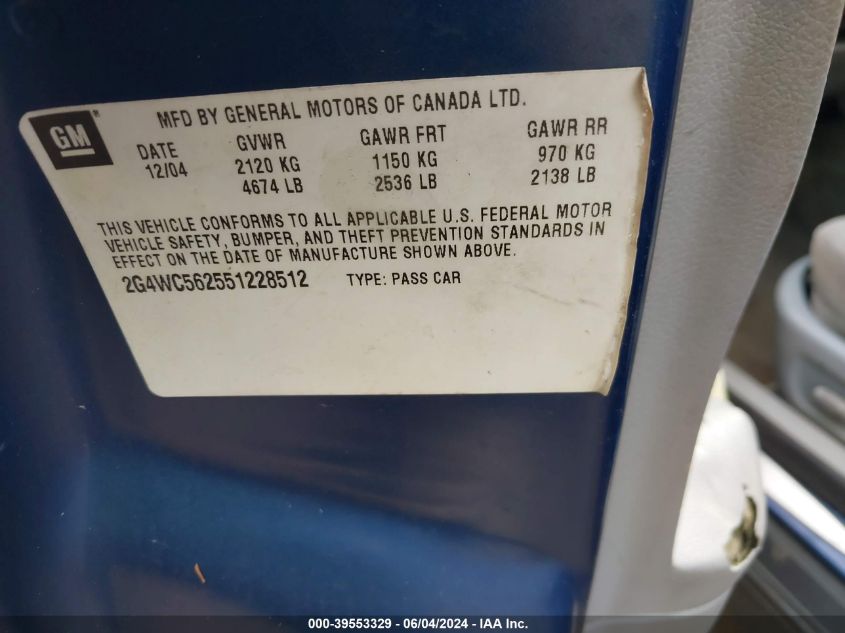 GM
MFD BY GENERAL MOTORS OF CANADA LTD.
DATE GVWR GAWR FRT GAWR RR
12/04 2120 KG 1150 KG 970 KG
4674 LB 2536 LB 2138 LB
THIS VEHICLE CONFORMS TO ALL APPLICABLE U.S. FEDERAL MOTOR
VEHICLE SAFETY, BUMPER, AND THEFT PREVENTION STANDARDS IN
EFFECT ON THE DATE OF MANUFACTURE SHOWN ABOVE.
2G4WC562551228512 TYPE: PASS CAR
000-39553329 - 06/04/2024 - IAA Inc.